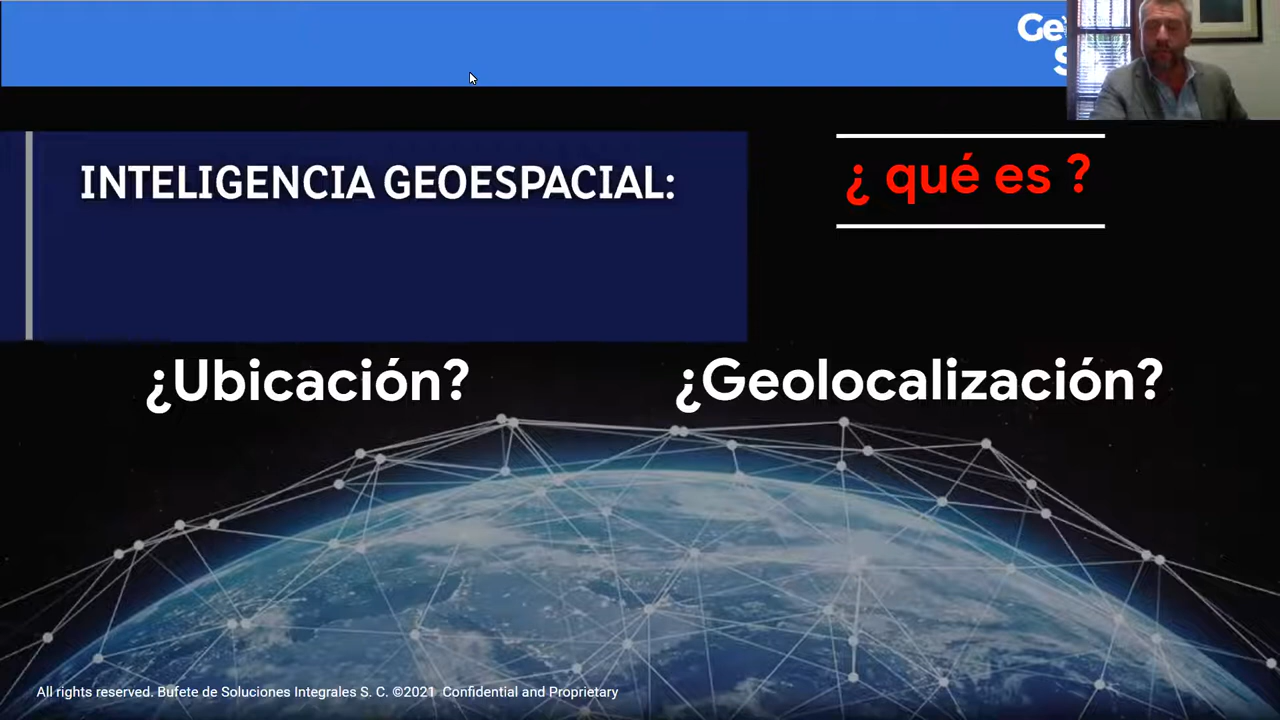 INTELIGENCIA GEOESPACIAL:
¿ qué es ?
¿Ubicación?
¿Geolocalización?
All rights reserved. Bufete de Soluciones Integrales S. C. ©2021 Confidential and Proprietary